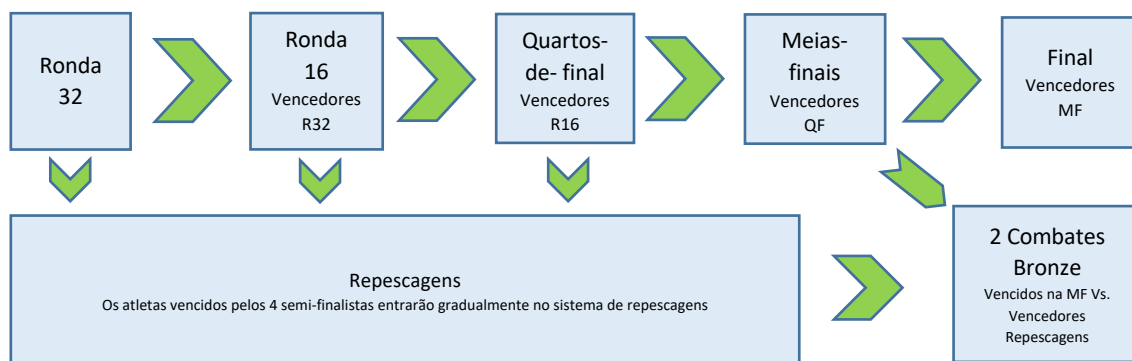 Ronda
32
Ronda
16
Vencedores
R32
Quartos-
de- final
Vencedores
R16
Meias-
finais
Vencedores
QF
Final
Vencedores
MF
Repescagens
Os atletas vencidos pelos 4 semi-finalistas entrarão gradualmente no sistema de repescagens
2 Combates
Bronze
Vencidos na MF Vs.
Vencedores
Repescagens